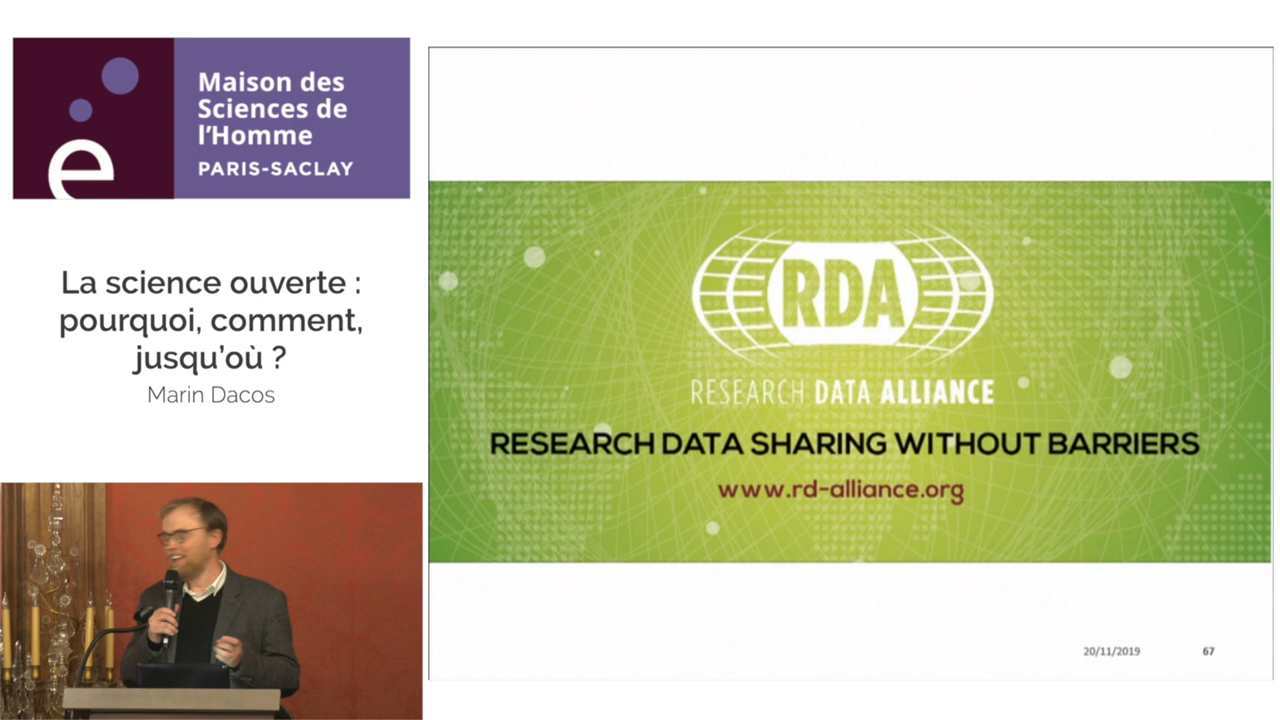 Maison des
Sciences de
l'Homme
PARIS-SACLAY
La science ouverte :
pourquoi, comment,
jusqu'où ?
Marin Dacos
RDA
RESEARCH DATA ALLIANCE
RESEARCH DATA SHARING WITHOUT BARRIERS
www.rd-alliance.org
20/11/2019
67